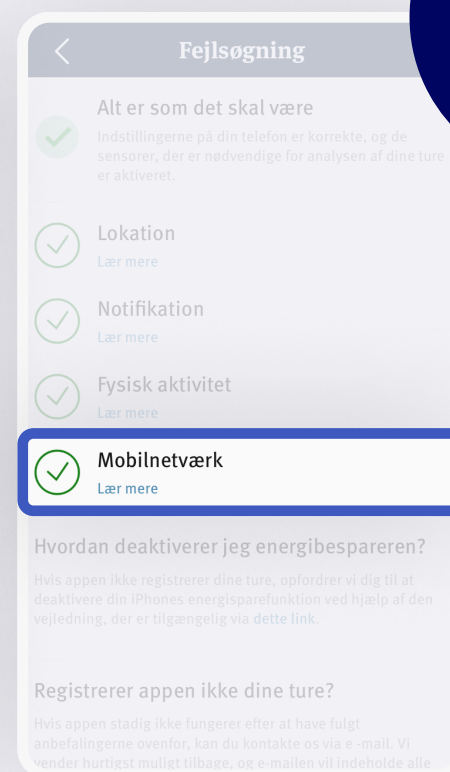 Fejlsøgning
Alt er som det skal være
Indstillingerne på din telefon er korrekte, og de
sensorer, der er nødvendige for analysen af dine ture
er aktiveret.
Lokation
Lær mere
Notifikation
Lær mere
Fysisk aktivitet
Lær mere
Mobilnetværk
Lær mere
Hvordan deaktiverer jeg energibespareren?
Hvis appen ikke registrerer dine ture, opfordrer vi dig til at
deaktivere din iPhones energisparefunktion ved hjælp af den
vejledning, der er tilgængelig via dette link.
Registrerer appen ikke dine ture?
Hvis appen stadig ikke fungerer efter at have fulgt
anbefalingerne ovenfor, kan du kontakte os via e -mail. Vi
vender hurtigst muligt tilbage, og e-mailen vil indeholde alle